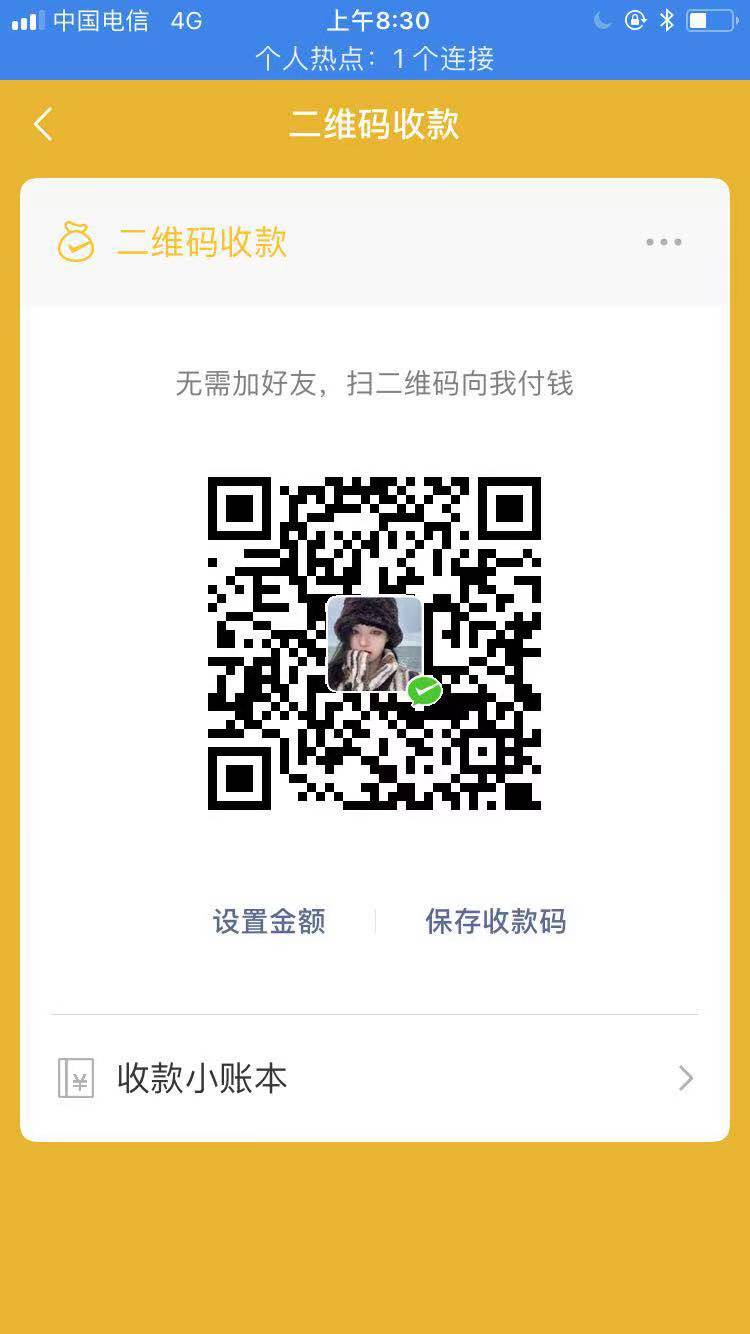 中国电信 4G 上午8:30
个人热点：1 个连接
二维码收款
二维码收款
无需加好友，扫二维码向我付钱
设置金额 保存收款码
¥ 收款小账本